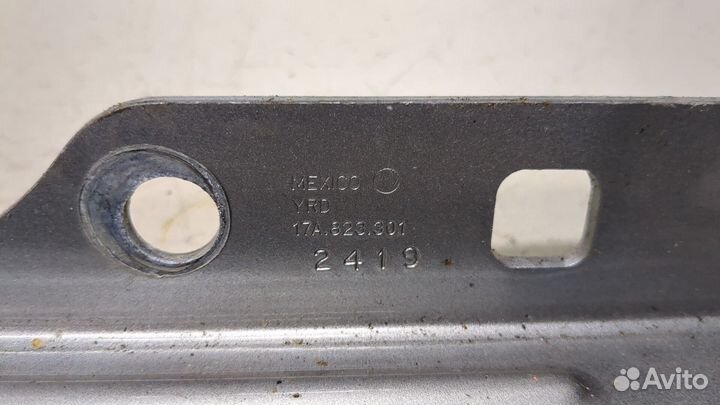 MEXICO
YRD
17A.823.301
2419
Avito